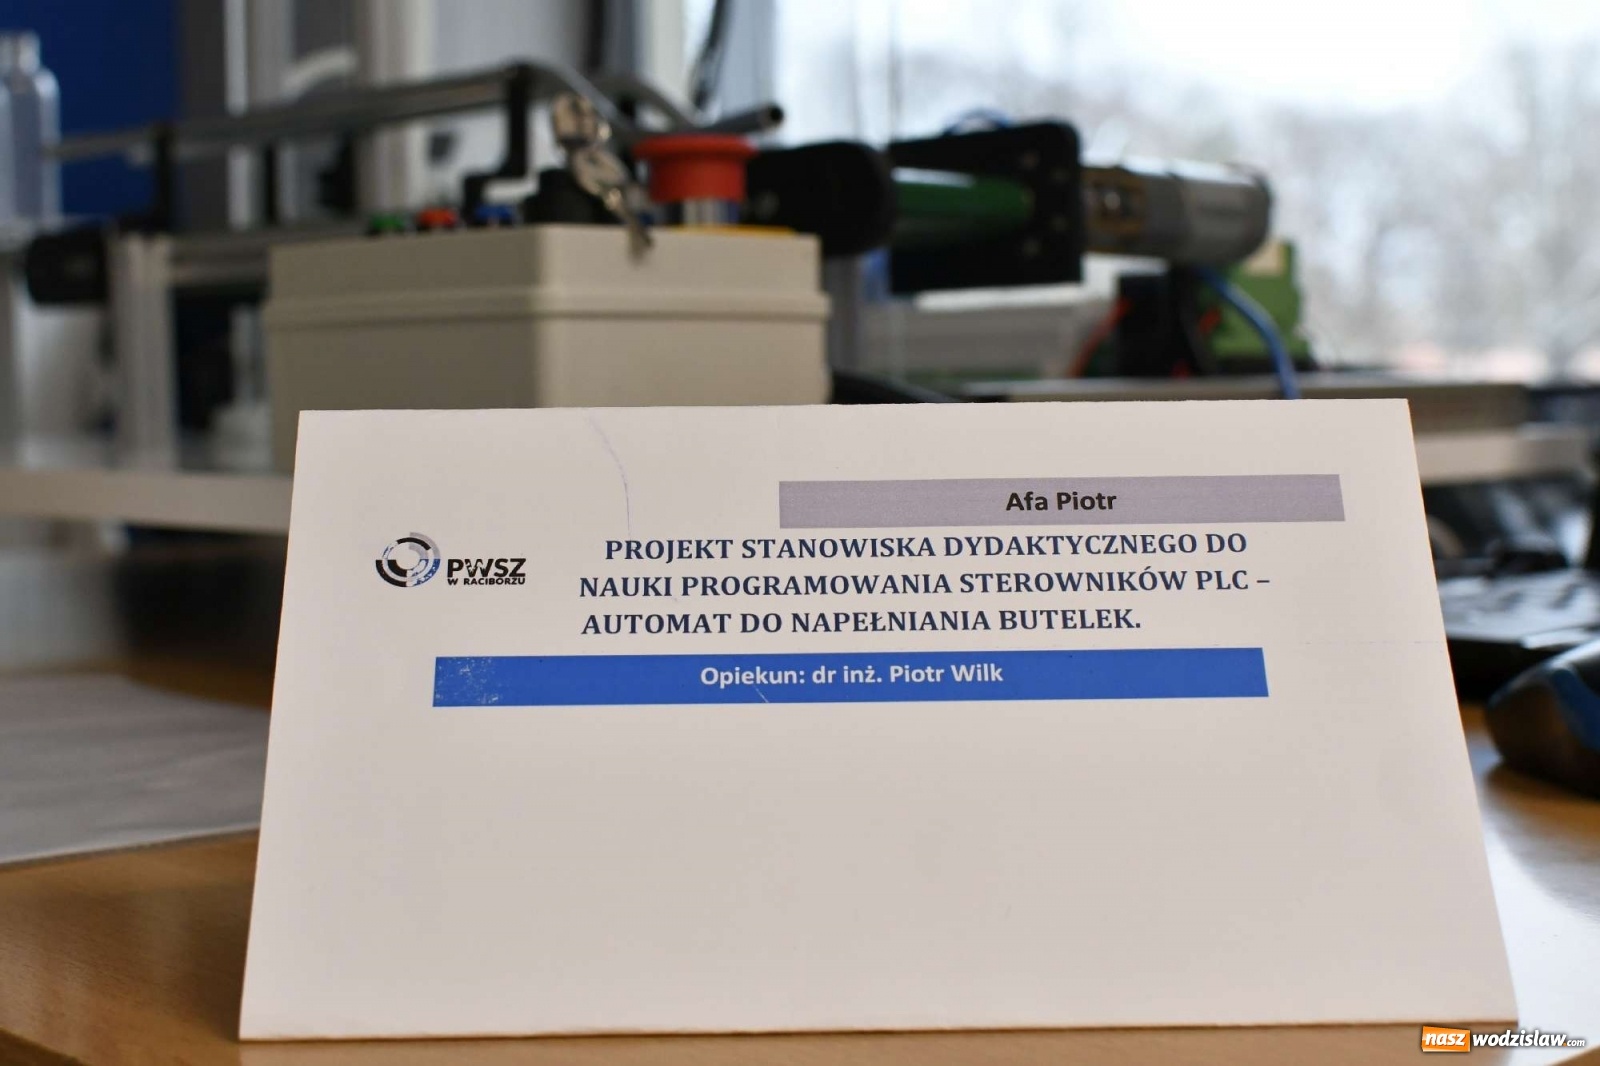 Afa Piotr
PWSZ
W RACIBORZU
PROJEKT STANOWISKA DYDAKTYCZNEGO DO
NAUKI PROGRAMOWANIA STEROWNIKÓW PLC –
AUTOMAT DO NAPEŁNIANIA BUTELEK.
Opiekun: dr inż. Piotr Wilk
nasz wodzislaw.com